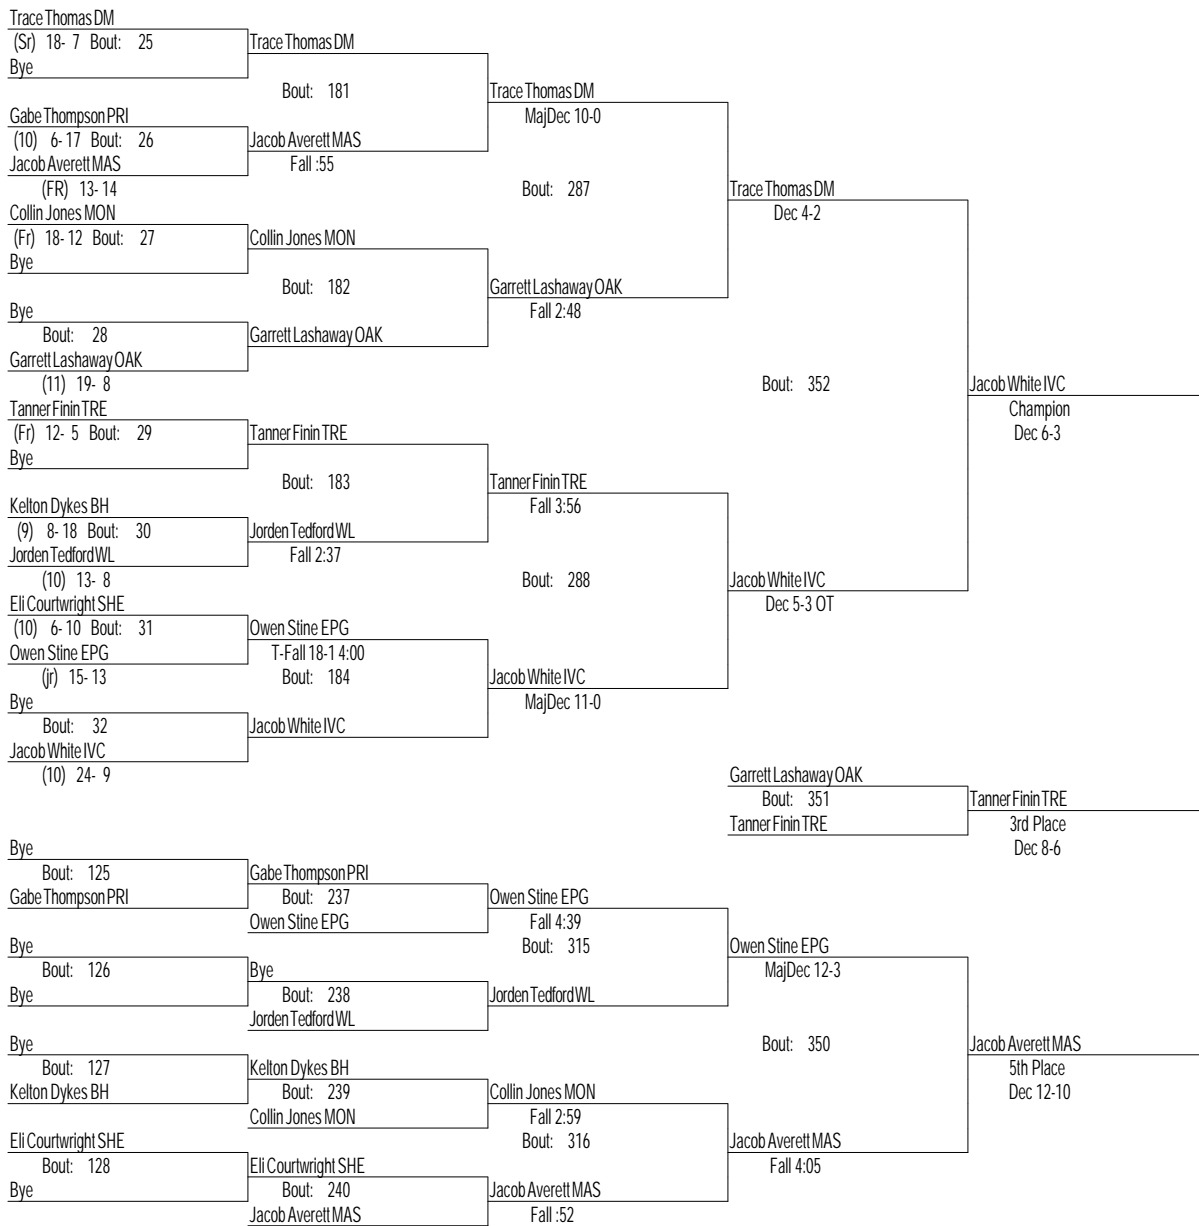 Trace Thomas DM
(Sr) 18- 7 Bout: 25
Trace Thomas DM
Bye
Bout: 181
Trace Thomas DM
MajDec 10-0
Gabe Thompson PRI
(10) 6- 17 Bout: 26
Jacob Averett MAS
Jacob Averett MAS
Fall :55
(FR) 13- 14
Bout: 287
Trace Thomas DM
Dec 4-2
Collin Jones MON
(Fr) 18- 12 Bout: 27
Collin Jones MON
Bye
Bout: 182
Garrett Lashaway OAK
Fall 2:48
Bye
Bout: 28
Garrett Lashaway OAK
Garrett Lashaway OAK
(11) 19- 8
Bout: 352
Jacob White IVC
Champion
Dec 6-3
Tanner Finin TRE
(Fr) 12- 5 Bout: 29
Tanner Finin TRE
Bye
Bout: 183
Tanner Finin TRE
Fall 3:56
Kelton Dykes BH
(9) 8- 18 Bout: 30
Jorden Tedford WL
Jorden Tedford WL
Fall 2:37
(10) 13- 8
Bout: 288
Jacob White IVC
Dec 5-3 OT
Eli Courtwright SHE
(10) 6- 10 Bout: 31
Owen Stine EPG
Owen Stine EPG
T-Fall 18-1 4:00
(jr) 15- 13
Bout: 184
Jacob White IVC
MajDec 11-0
Bye
Bout: 32
Jacob White IVC
Jacob White IVC
(10) 24- 9
Garrett Lashaway OAK
Bout: 351
Tanner Finin TRE
Tanner Finin TRE
3rd Place
Dec 8-6
Bye
Bout: 125
Gabe Thompson PRI
Gabe Thompson PRI
Bout: 237
Owen Stine EPG
Owen Stine EPG
Fall 4:39
Bout: 315
Owen Stine EPG
MajDec 12-3
Bye
Bout: 126
Bye
Bye
Bout: 238
Jorden Tedford WL
Jorden Tedford WL
Bout: 350
Jacob Averett MAS
5th Place
Dec 12-10
Bye
Bout: 127
Kelton Dykes BH
Kelton Dykes BH
Bout: 239
Collin Jones MON
Collin Jones MON
Fall 2:59
Bout: 316
Jacob Averett MAS
Fall 4:05
Eli Courtwright SHE
Bout: 128
Eli Courtwright SHE
Bye
Bout: 240
Jacob Averett MAS
Jacob Averett MAS
Fall :52